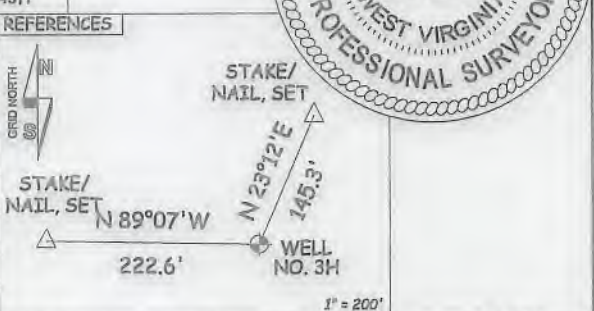 REFERENCES
WEST VIRGINIA
PROFESSIONAL SURVEYOR
GRID NORTH
N
S
STAKE/
NAIL, SET
N 23°12'E
145.3'
STAKE/
NAIL, SET
N 89°07'W
222.6'
WELL
NO. 3H
1" = 200'